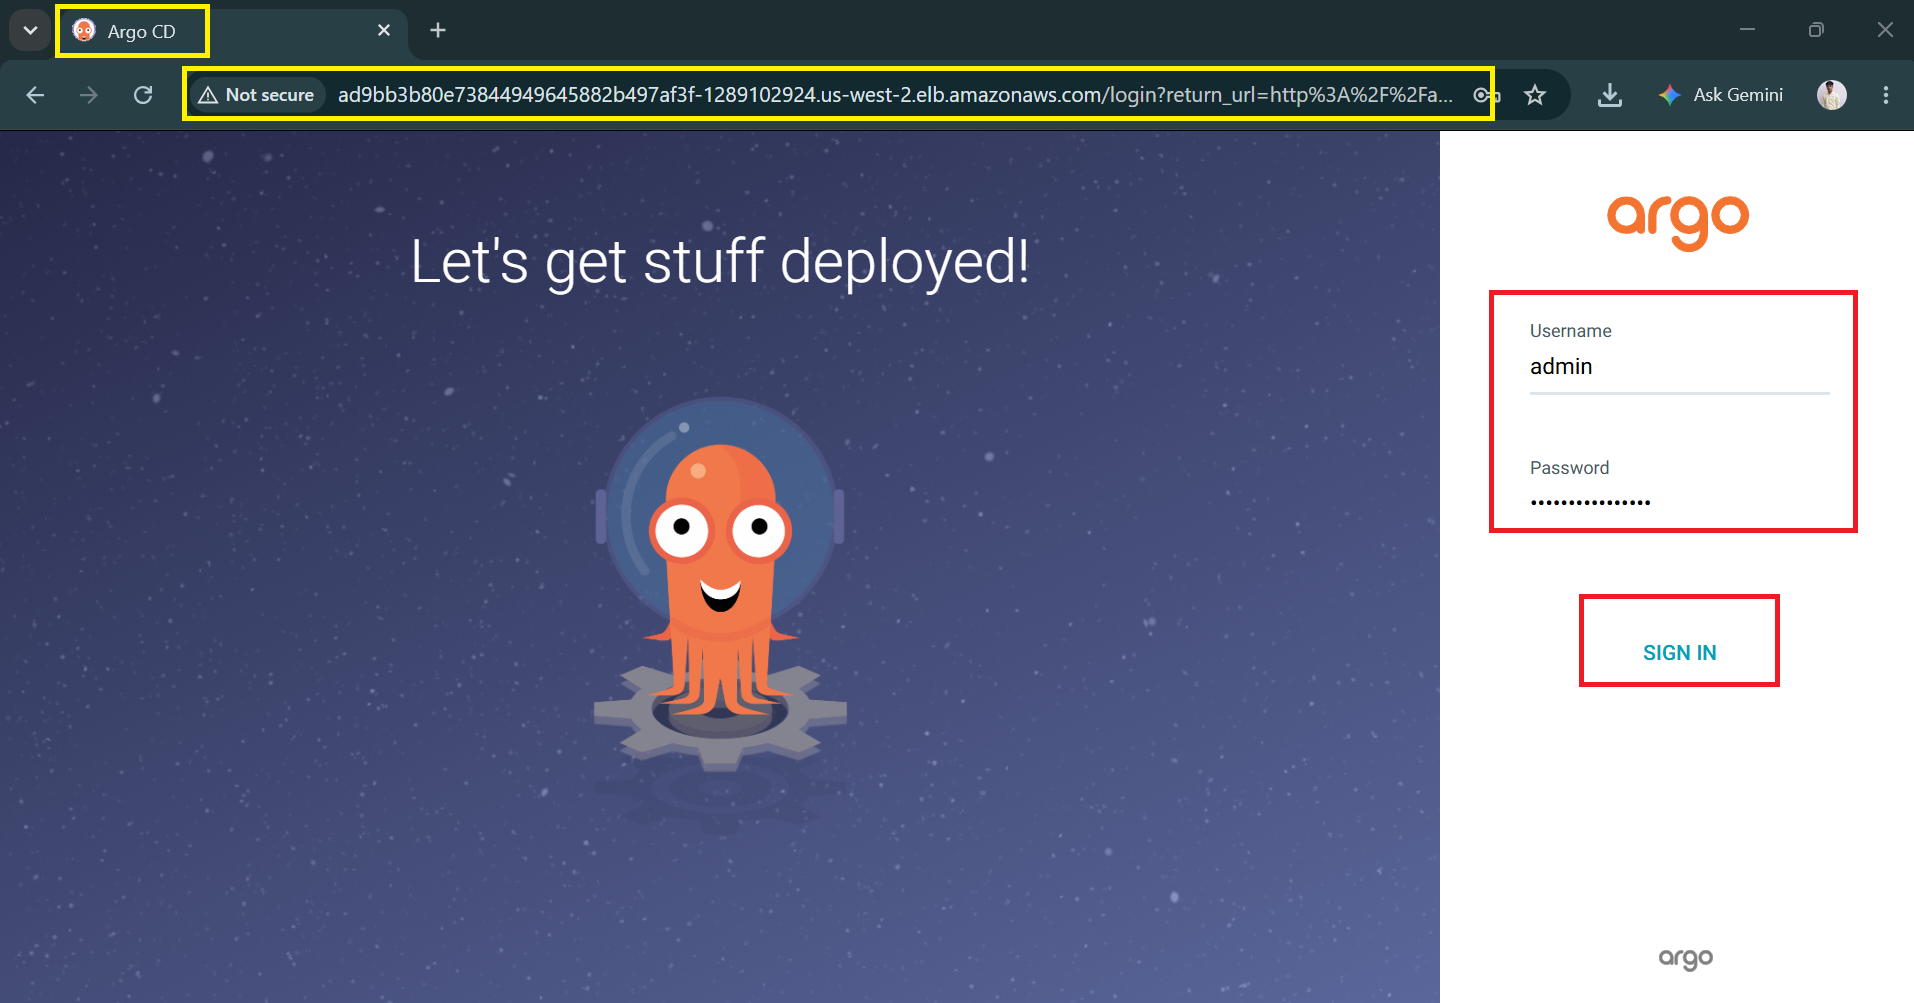 Argo CD
Not secure ad9bb3b80e73844949645882b497af3f-1289102924.us-west-2.elb.amazonaws.com/login?return_url=http%3A%2F%2Fa...
Ask Gemini
Let's get stuff deployed!
argo
Username
admin
Password
••••••••••••••••
SIGN IN
argo